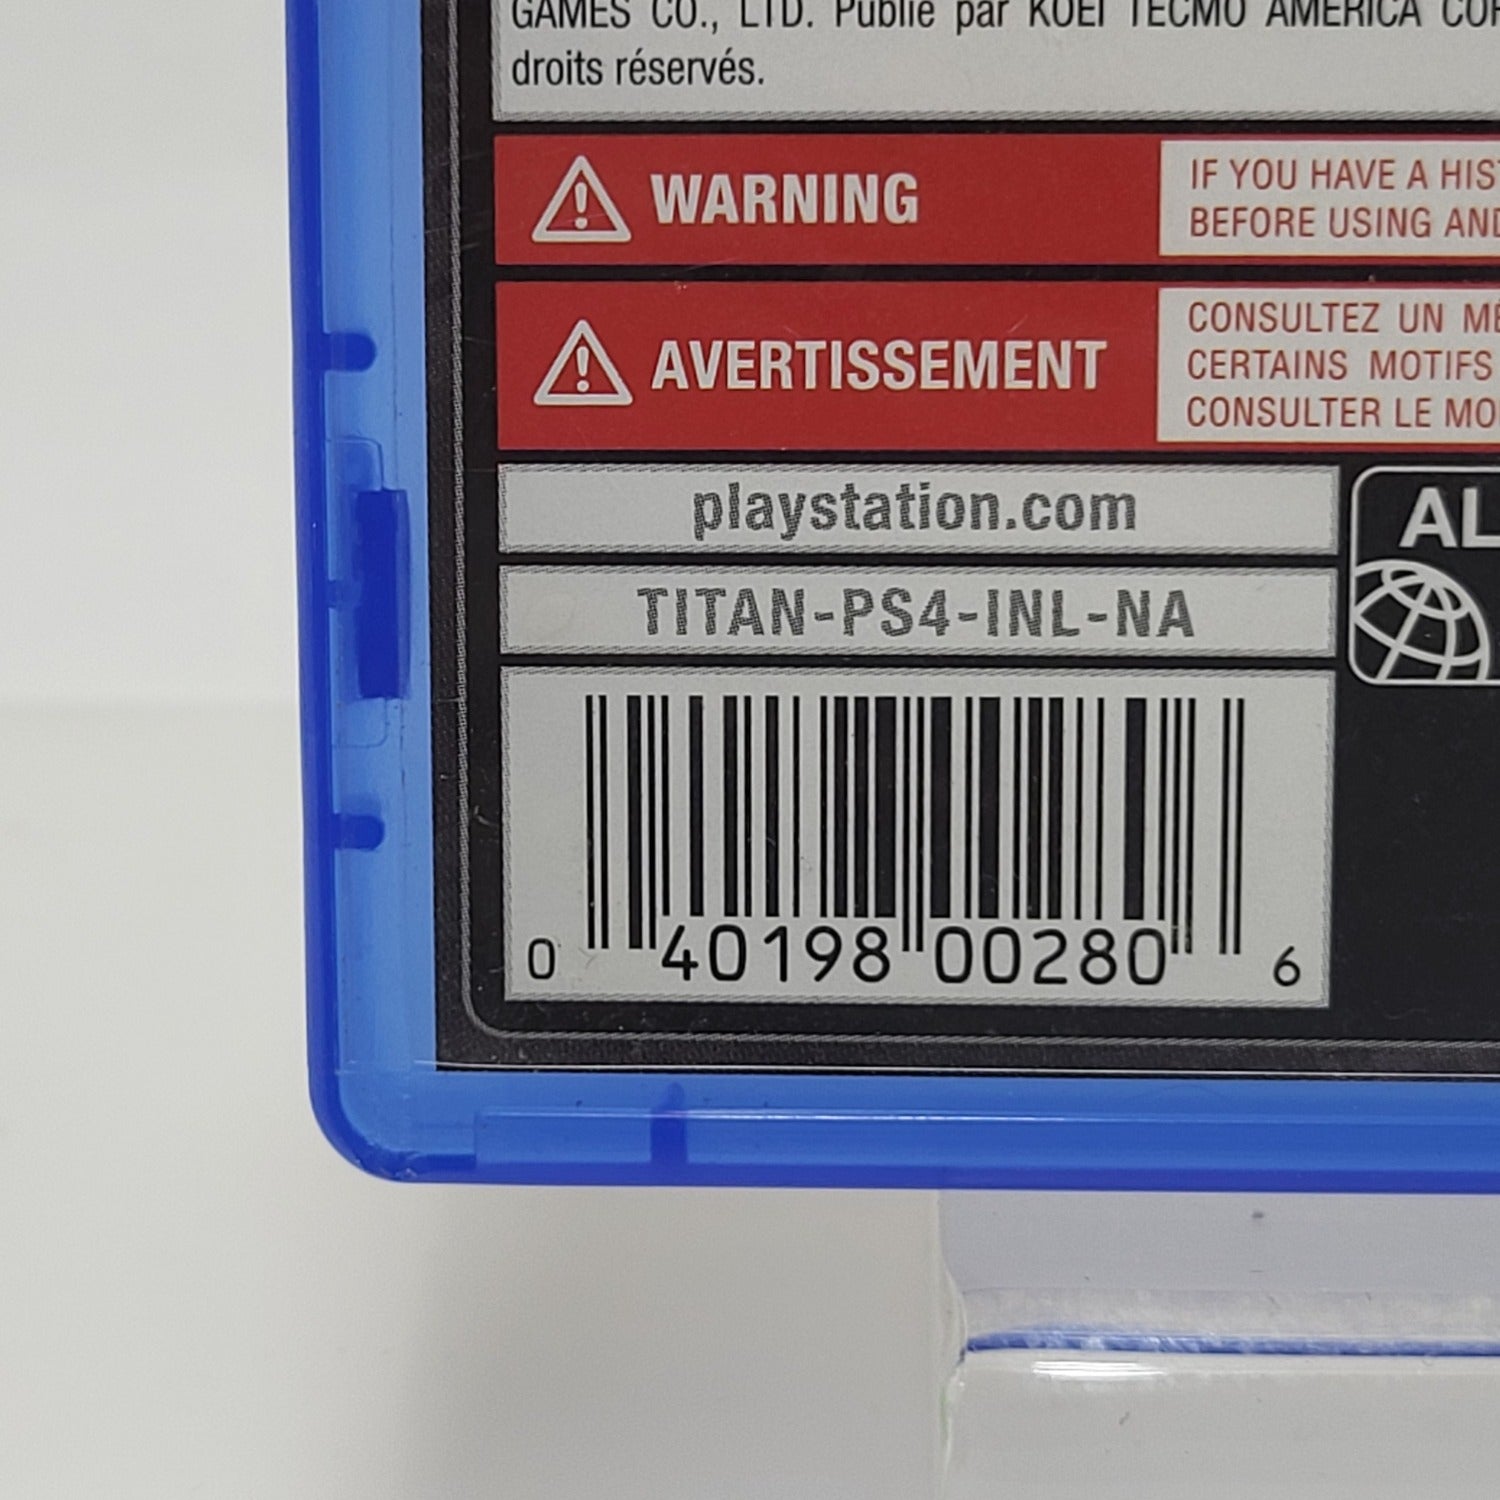 GAMES CO., LTD. Publié par KOEI TECMO AMERICA
droits réservés.
WARNING
IF YOU HAVE A
BEFORE USING
AVERTISSEMENT
CONSULTEZ UN
CERTAINS MOTIFS
CONSULTER LE
playstation.com
TITAN-PS4-INL-NA
0 40198 00280 6